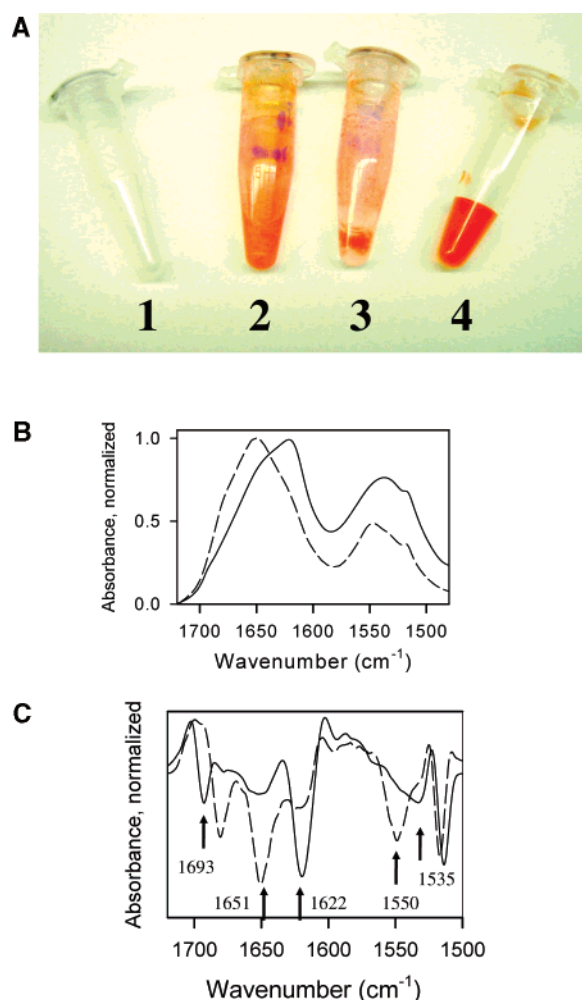 A
1 2 3 4
B
Absorbance, normalized
1.0
0.5
0.0
1700 1650 1600 1550 1500
Wavenumber (cm-1)
C
Absorbance, normalized
1693
1651
1622
1550
1535
1700 1650 1600 1550 1500
Wavenumber (cm-1)